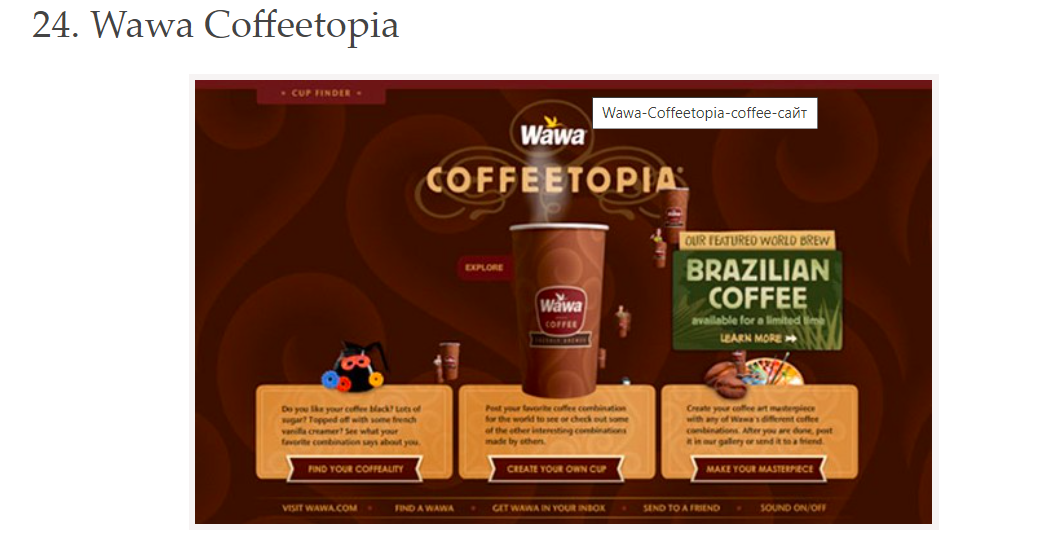 24. Wawa Coffeetopia
• CUP FINDER •
Wawa-Coffeetopia-coffee-сайт
Wawa
COFFEETOPIA
OUR FEATURED WORLD BREW
EXPLORE
BRAZILIAN
COFFEE
available for a limited time
LEARN MORE
Wawa
COFFEE
Do you like your coffee black? Lots of
sugar? Topped off with some french
vanilla creamer? See what your
favorite combination says about you.
FIND YOUR COFFEALITY
Post your favorite coffee combination
for the world to see or check out some
of the other interesting combinations
made by others.
CREATE YOUR OWN CUP
Create your coffee art masterpiece
with any of Wawa's different coffee
combinations. After you are done, post
it in our gallery or send it to a friend.
MAKE YOUR MASTERPIECE
VISIT WAWA.COM • FIND A WAWA • GET WAWA IN YOUR INBOX • SEND TO A FRIEND • SOUND ON/OFF